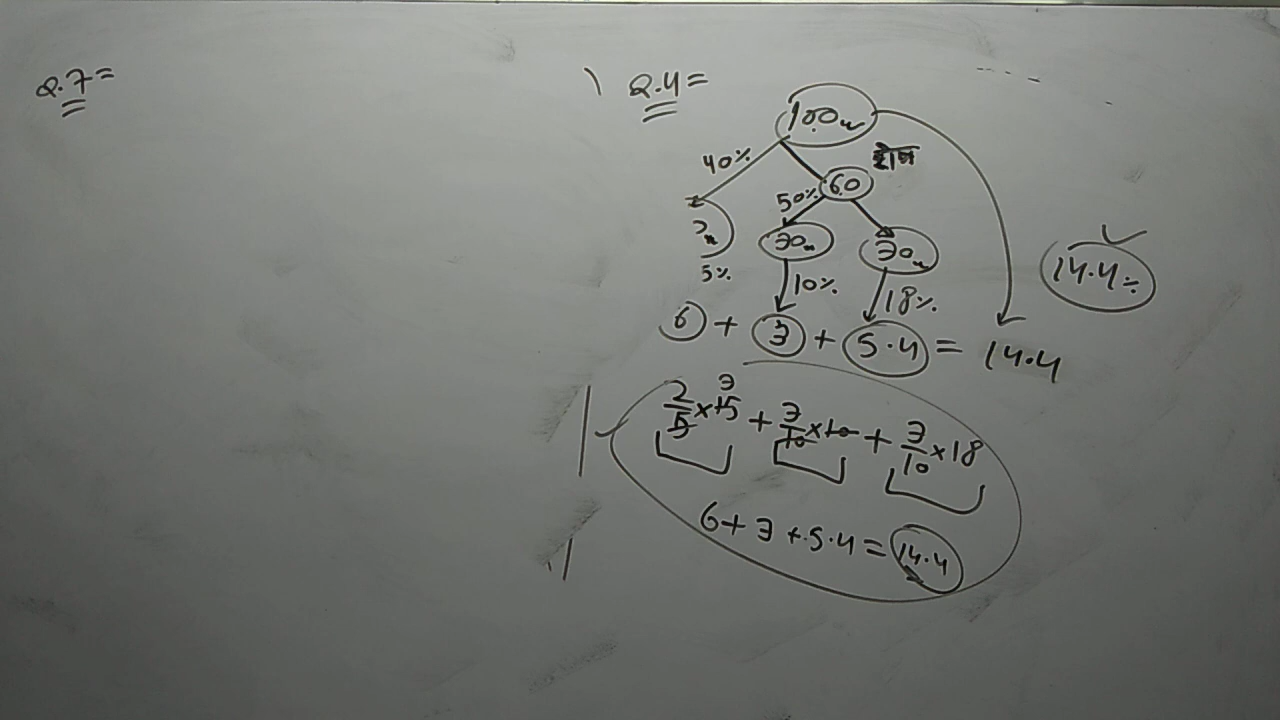 Q.7=
Q.4=
100
40%
60
शेष
50%
30
30
5%
10%
18%
14.4%
6 + 3 + 5.4 = 14.4
3
2/5 × 15 + 3/10 × 10 + 3/10 × 18
6 + 3 + 5.4 = 14.4